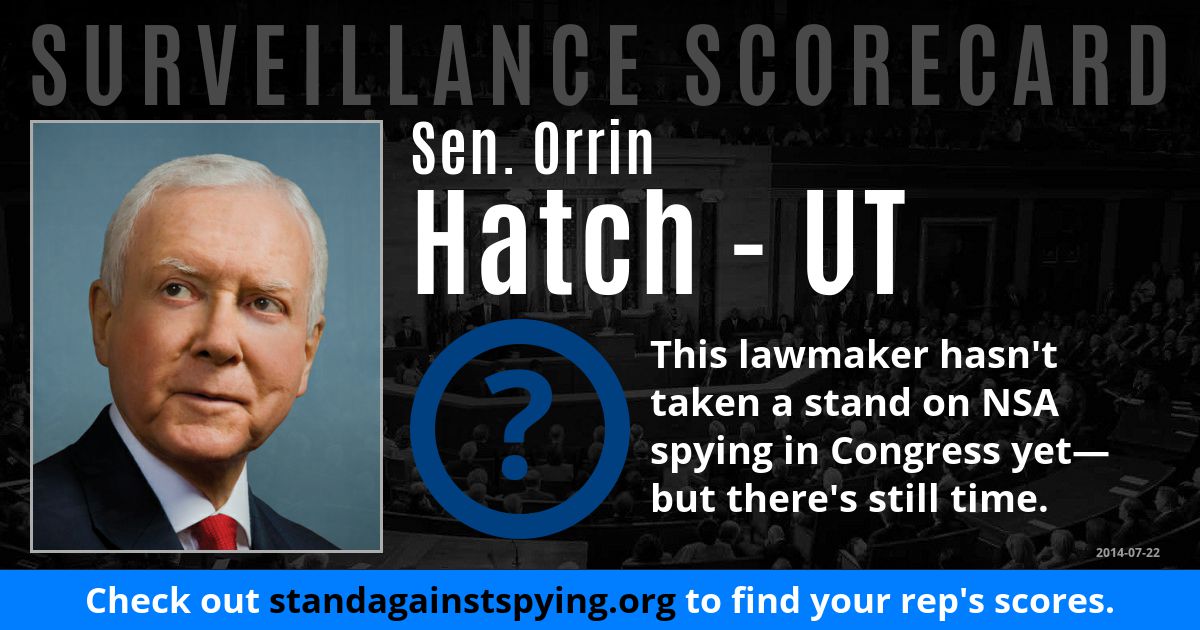 SURVEILLANCE SCORECARD
Sen. Orrin
Hatch - UT
?
This lawmaker hasn't
taken a stand on NSA
spying in Congress yet—
but there's still time.
2014-07-22
Check out standagainstspying.org to find your rep's scores.